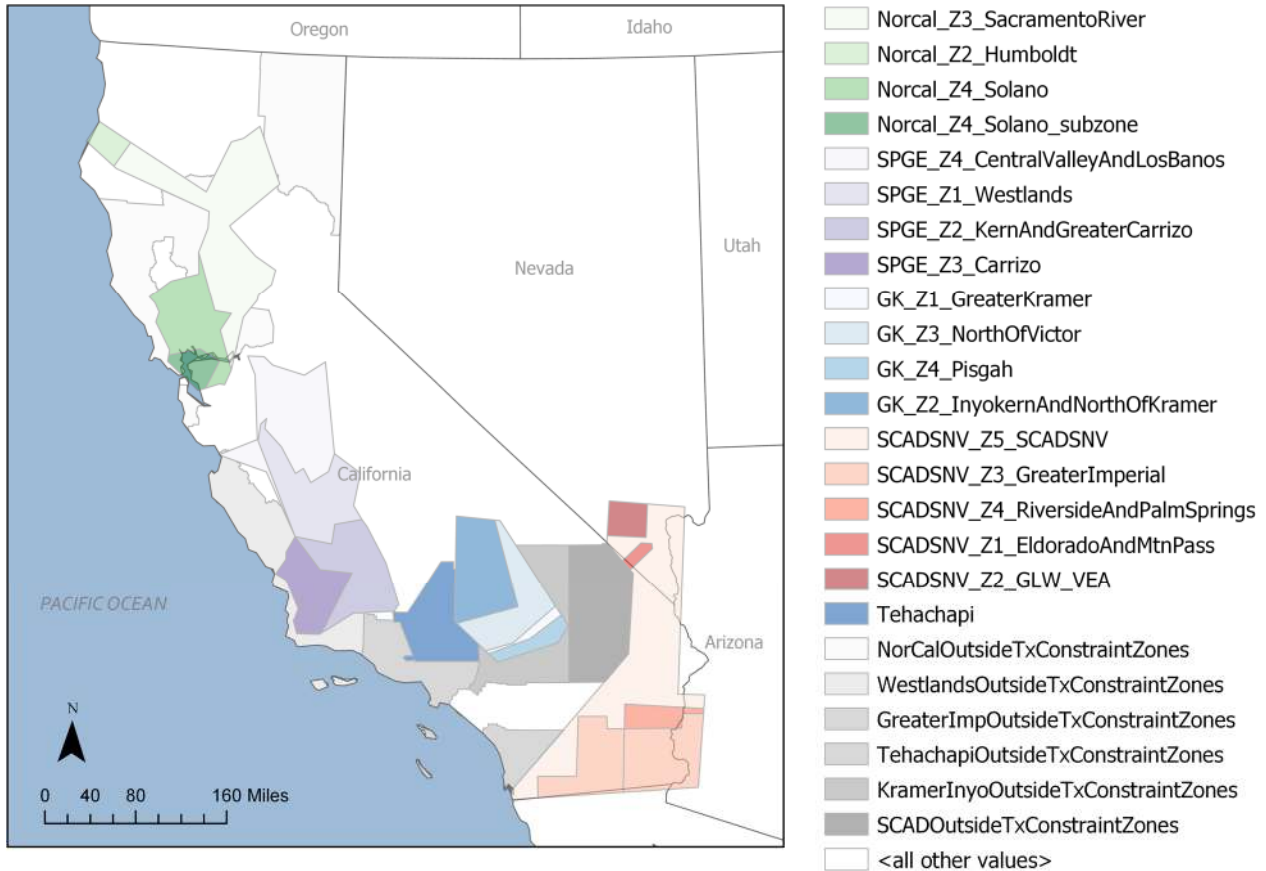 Oregon
Idaho
Nevada
Utah
California
PACIFIC OCEAN
Arizona
N
0 40 80 160 Miles
Norcal_Z3_SacramentoRiver
Norcal_Z2_Humboldt
Norcal_Z4_Solano
Norcal_Z4_Solano_subzone
SPGE_Z4_CentralValleyAndLosBanos
SPGE_Z1_Westlands
SPGE_Z2_KernAndGreaterCarrizo
SPGE_Z3_Carrizo
GK_Z1_GreaterKramer
GK_Z3_NorthOfVictor
GK_Z4_Pisgah
GK_Z2_InyokernAndNorthOfKramer
SCADSNV_Z5_SCADSNV
SCADSNV_Z3_GreaterImperial
SCADSNV_Z4_RiversideAndPalmSprings
SCADSNV_Z1_EldoradoAndMtnPass
SCADSNV_Z2_GLW_VEA
Tehachapi
NorCalOutsideTxConstraintZones
WestlandsOutsideTxConstraintZones
GreaterImpOutsideTxConstraintZones
TehachapiOutsideTxConstraintZones
KramerInyoOutsideTxConstraintZones
SCADOutsideTxConstraintZones
<all other values>